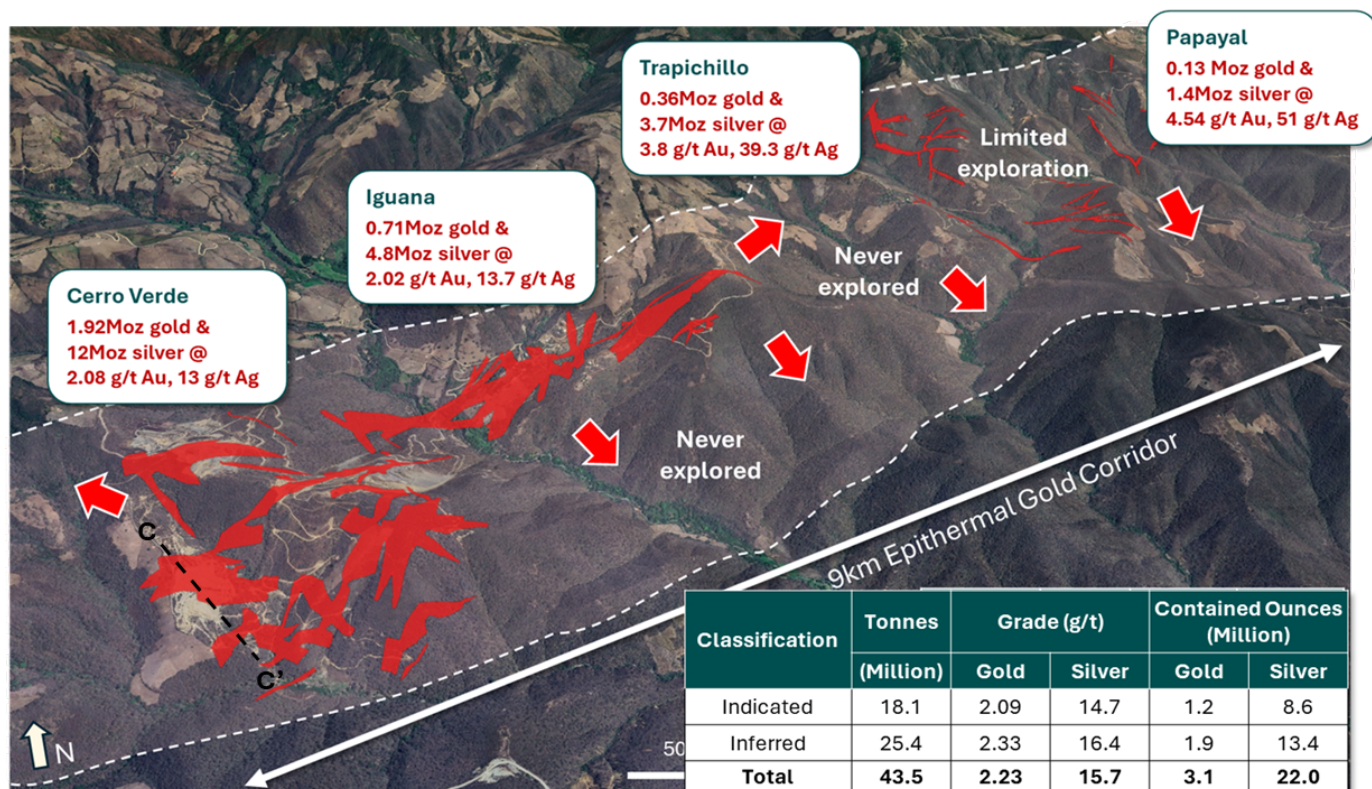 Papayal
0.13 Moz gold &
1.4Moz silver @
4.54 g/t Au, 51 g/t Ag
Trapichillo
0.36Moz gold &
3.7Moz silver @
3.8 g/t Au, 39.3 g/t Ag
Limited
exploration
Iguana
0.71Moz gold &
4.8Moz silver @
2.02 g/t Au, 13.7 g/t Ag
Never
explored
Cerro Verde
1.92Moz gold &
12Moz silver @
2.08 g/t Au, 13 g/t Ag
Never
explored
C
C'
9km Epithermal Gold Corridor
N
50
Classification Tonnes Grade (g/t) Contained Ounces
(Million)
(Million) Gold Silver Gold Silver
Indicated 18.1 2.09 14.7 1.2 8.6
Inferred 25.4 2.33 16.4 1.9 13.4
Total 43.5 2.23 15.7 3.1 22.0